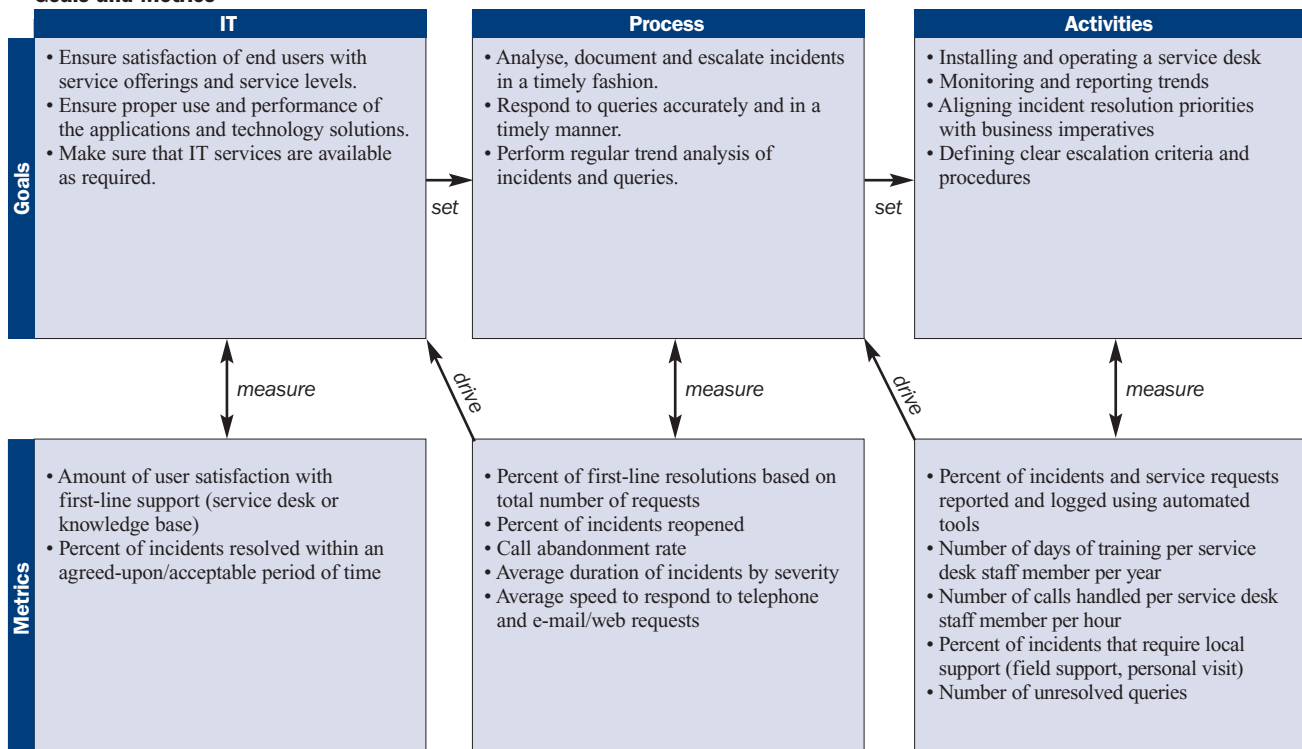 Goals and Metrics
IT
Process
Activities
Goals
• Ensure satisfaction of end users with
service offerings and service levels.
• Ensure proper use and performance of
the applications and technology solutions.
• Make sure that IT services are available
as required.
set
• Analyse, document and escalate incidents
in a timely fashion.
• Respond to queries accurately and in a
timely manner.
• Perform regular trend analysis of
incidents and queries.
set
• Installing and operating a service desk
• Monitoring and reporting trends
• Aligning incident resolution priorities
with business imperatives
• Defining clear escalation criteria and
procedures
measure
drive
measure
drive
measure
Metrics
• Amount of user satisfaction with
first-line support (service desk or
knowledge base)
• Percent of incidents resolved within an
agreed-upon/acceptable period of time
• Percent of first-line resolutions based on
total number of requests
• Percent of incidents reopened
• Call abandonment rate
• Average duration of incidents by severity
• Average speed to respond to telephone
and e-mail/web requests
• Percent of incidents and service requests
reported and logged using automated
tools
• Number of days of training per service
desk staff member per year
• Number of calls handled per service desk
staff member per hour
• Percent of incidents that require local
support (field support, personal visit)
• Number of unresolved queries